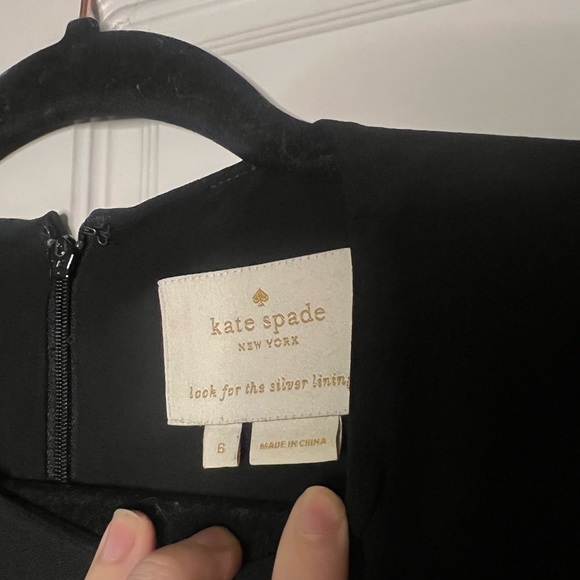 kate spade
NEW YORK
look for the silver lining
6
MADE IN CHINA